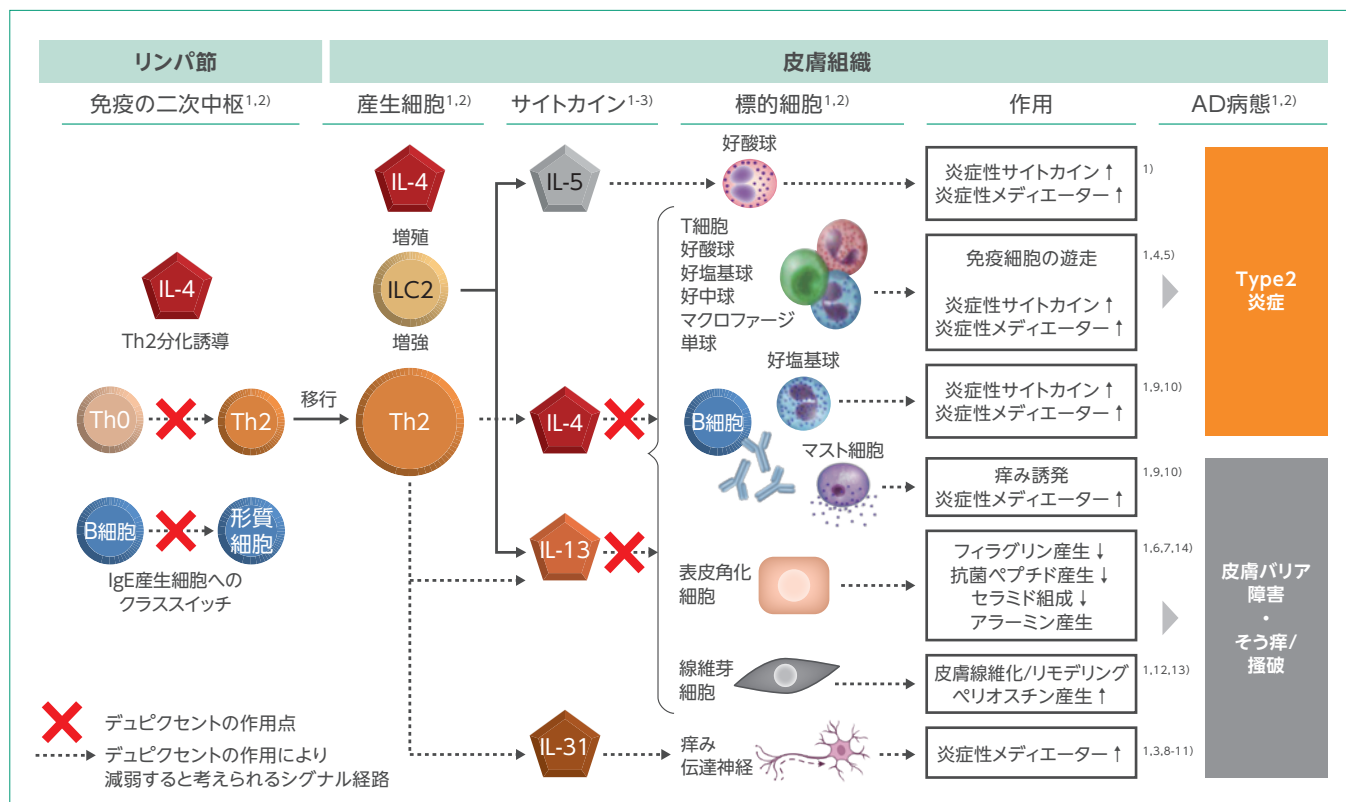 リンパ節
皮膚組織
免疫の二次中枢1,2)
産生細胞1,2)
サイトカイン1-3)
標的細胞1,2)
作用
AD病態1,2)
IL-4
Th2分化誘導
Th0
Th2
移行
B細胞
形質
細胞
IgE産生細胞への
クラススイッチ
IL-4
増殖
ILC2
増強
Th2
IL-5
IL-4
IL-13
IL-31
好酸球
T細胞
好酸球
好塩基球
好中球
マクロファージ
単球
好塩基球
B細胞
マスト細胞
表皮角化
細胞
線維芽
細胞
痒み
伝達神経
炎症性サイトカイン↑
炎症性メディエーター↑
1)
免疫細胞の遊走
炎症性サイトカイン↑
炎症性メディエーター↑
1,4,5)
炎症性サイトカイン↑
炎症性メディエーター↑
1,9,10)
痒み誘発
炎症性メディエーター↑
1,9,10)
フィラグリン産生↓
抗菌ペプチド産生↓
セラミド組成↓
アラーミン産生
1,6,7,14)
皮膚線維化/リモデリング
ペリオスチン産生↑
1,12,13)
炎症性メディエーター↑
1,3,8-11)
Type2
炎症
皮膚バリア
障害
・
そう痒/
掻破
デュピクセントの作用点
デュピクセントの作用により
減弱すると考えられるシグナル経路